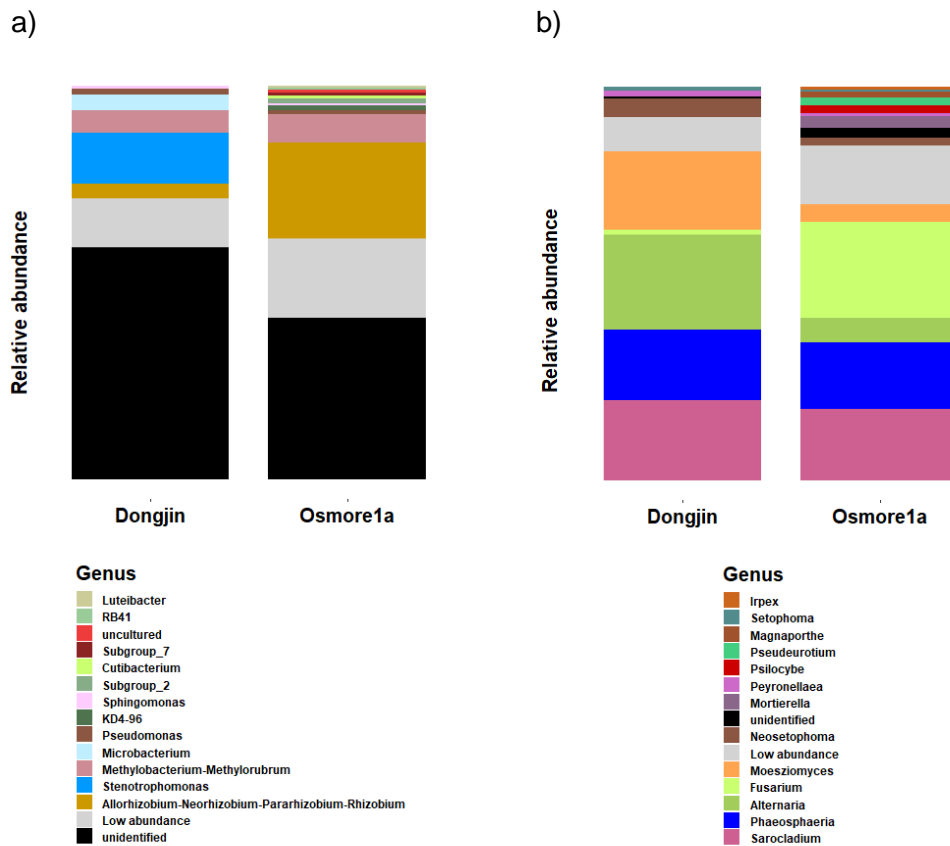 a)
Relative abundance
Dongjin
Osmore1a
Genus
Luteibacter
RB41
uncultured
Subgroup_7
Cutibacterium
Subgroup_2
Sphingomonas
KD4-96
Pseudomonas
Microbacterium
Methylobacterium-Methylorubrum
Stenotrophomonas
Allorhizobium-Neorhizobium-Pararhizobium-Rhizobium
Low abundance
unidentified
b)
Relative abundance
Dongjin
Osmore1a
Genus
Irpex
Setophoma
Magnaporthe
Pseudeurotium
Psilocybe
Peyronellaea
Mortierella
unidentified
Neosetophoma
Low abundance
Moesziomyces
Fusarium
Alternaria
Phaeosphaeria
Sarocladium